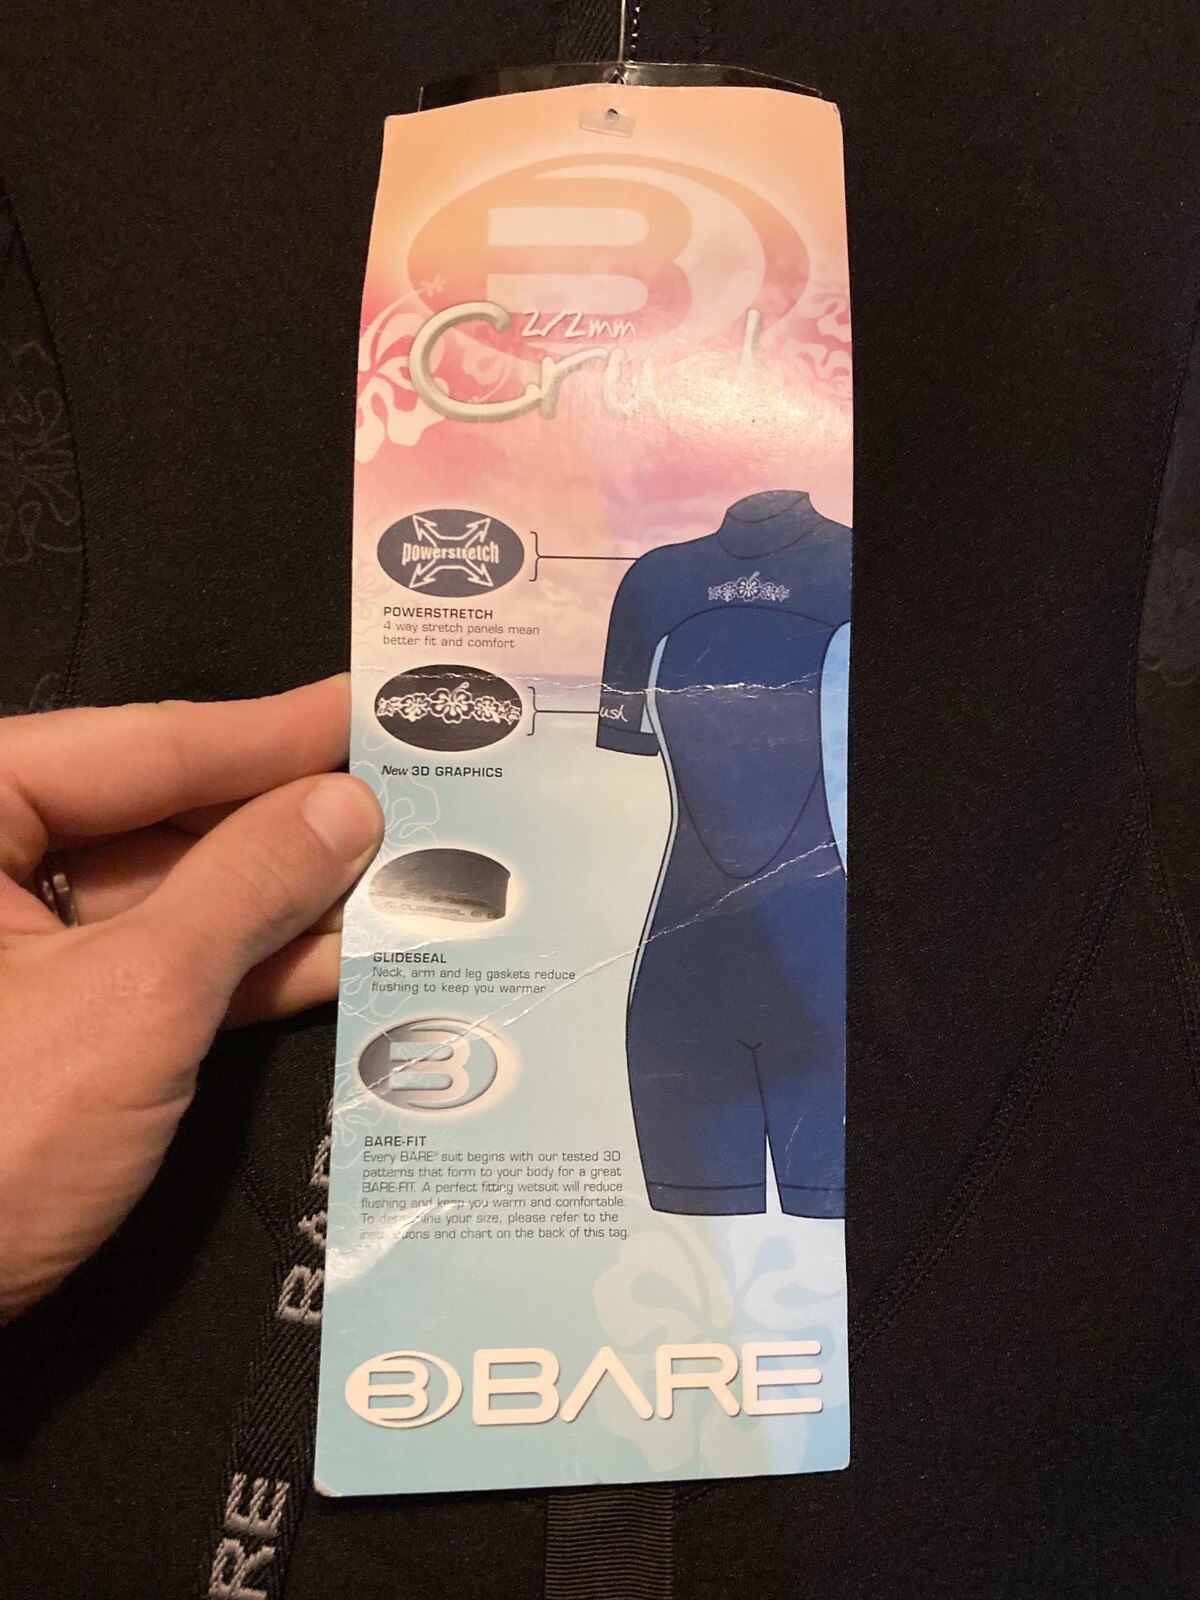 B
2/2mm
Crush
powerstretch
POWERSTRETCH
4 way stretch panels mean
better fit and comfort
ush
New 3D GRAPHICS
GLIDESEAL
GLIDESEAL
Neck, arm and leg gaskets reduce
flushing to keep you warmer
B
BARE-FIT
Every BARE® suit begins with our tested 3D
patterns that form to your body for a great
BARE-FIT. A perfect fitting wetsuit will reduce
flushing and keep you warm and comfortable.
To determine your size, please refer to the
instructions and chart on the back of this tag.
B BARE
BAR
RE